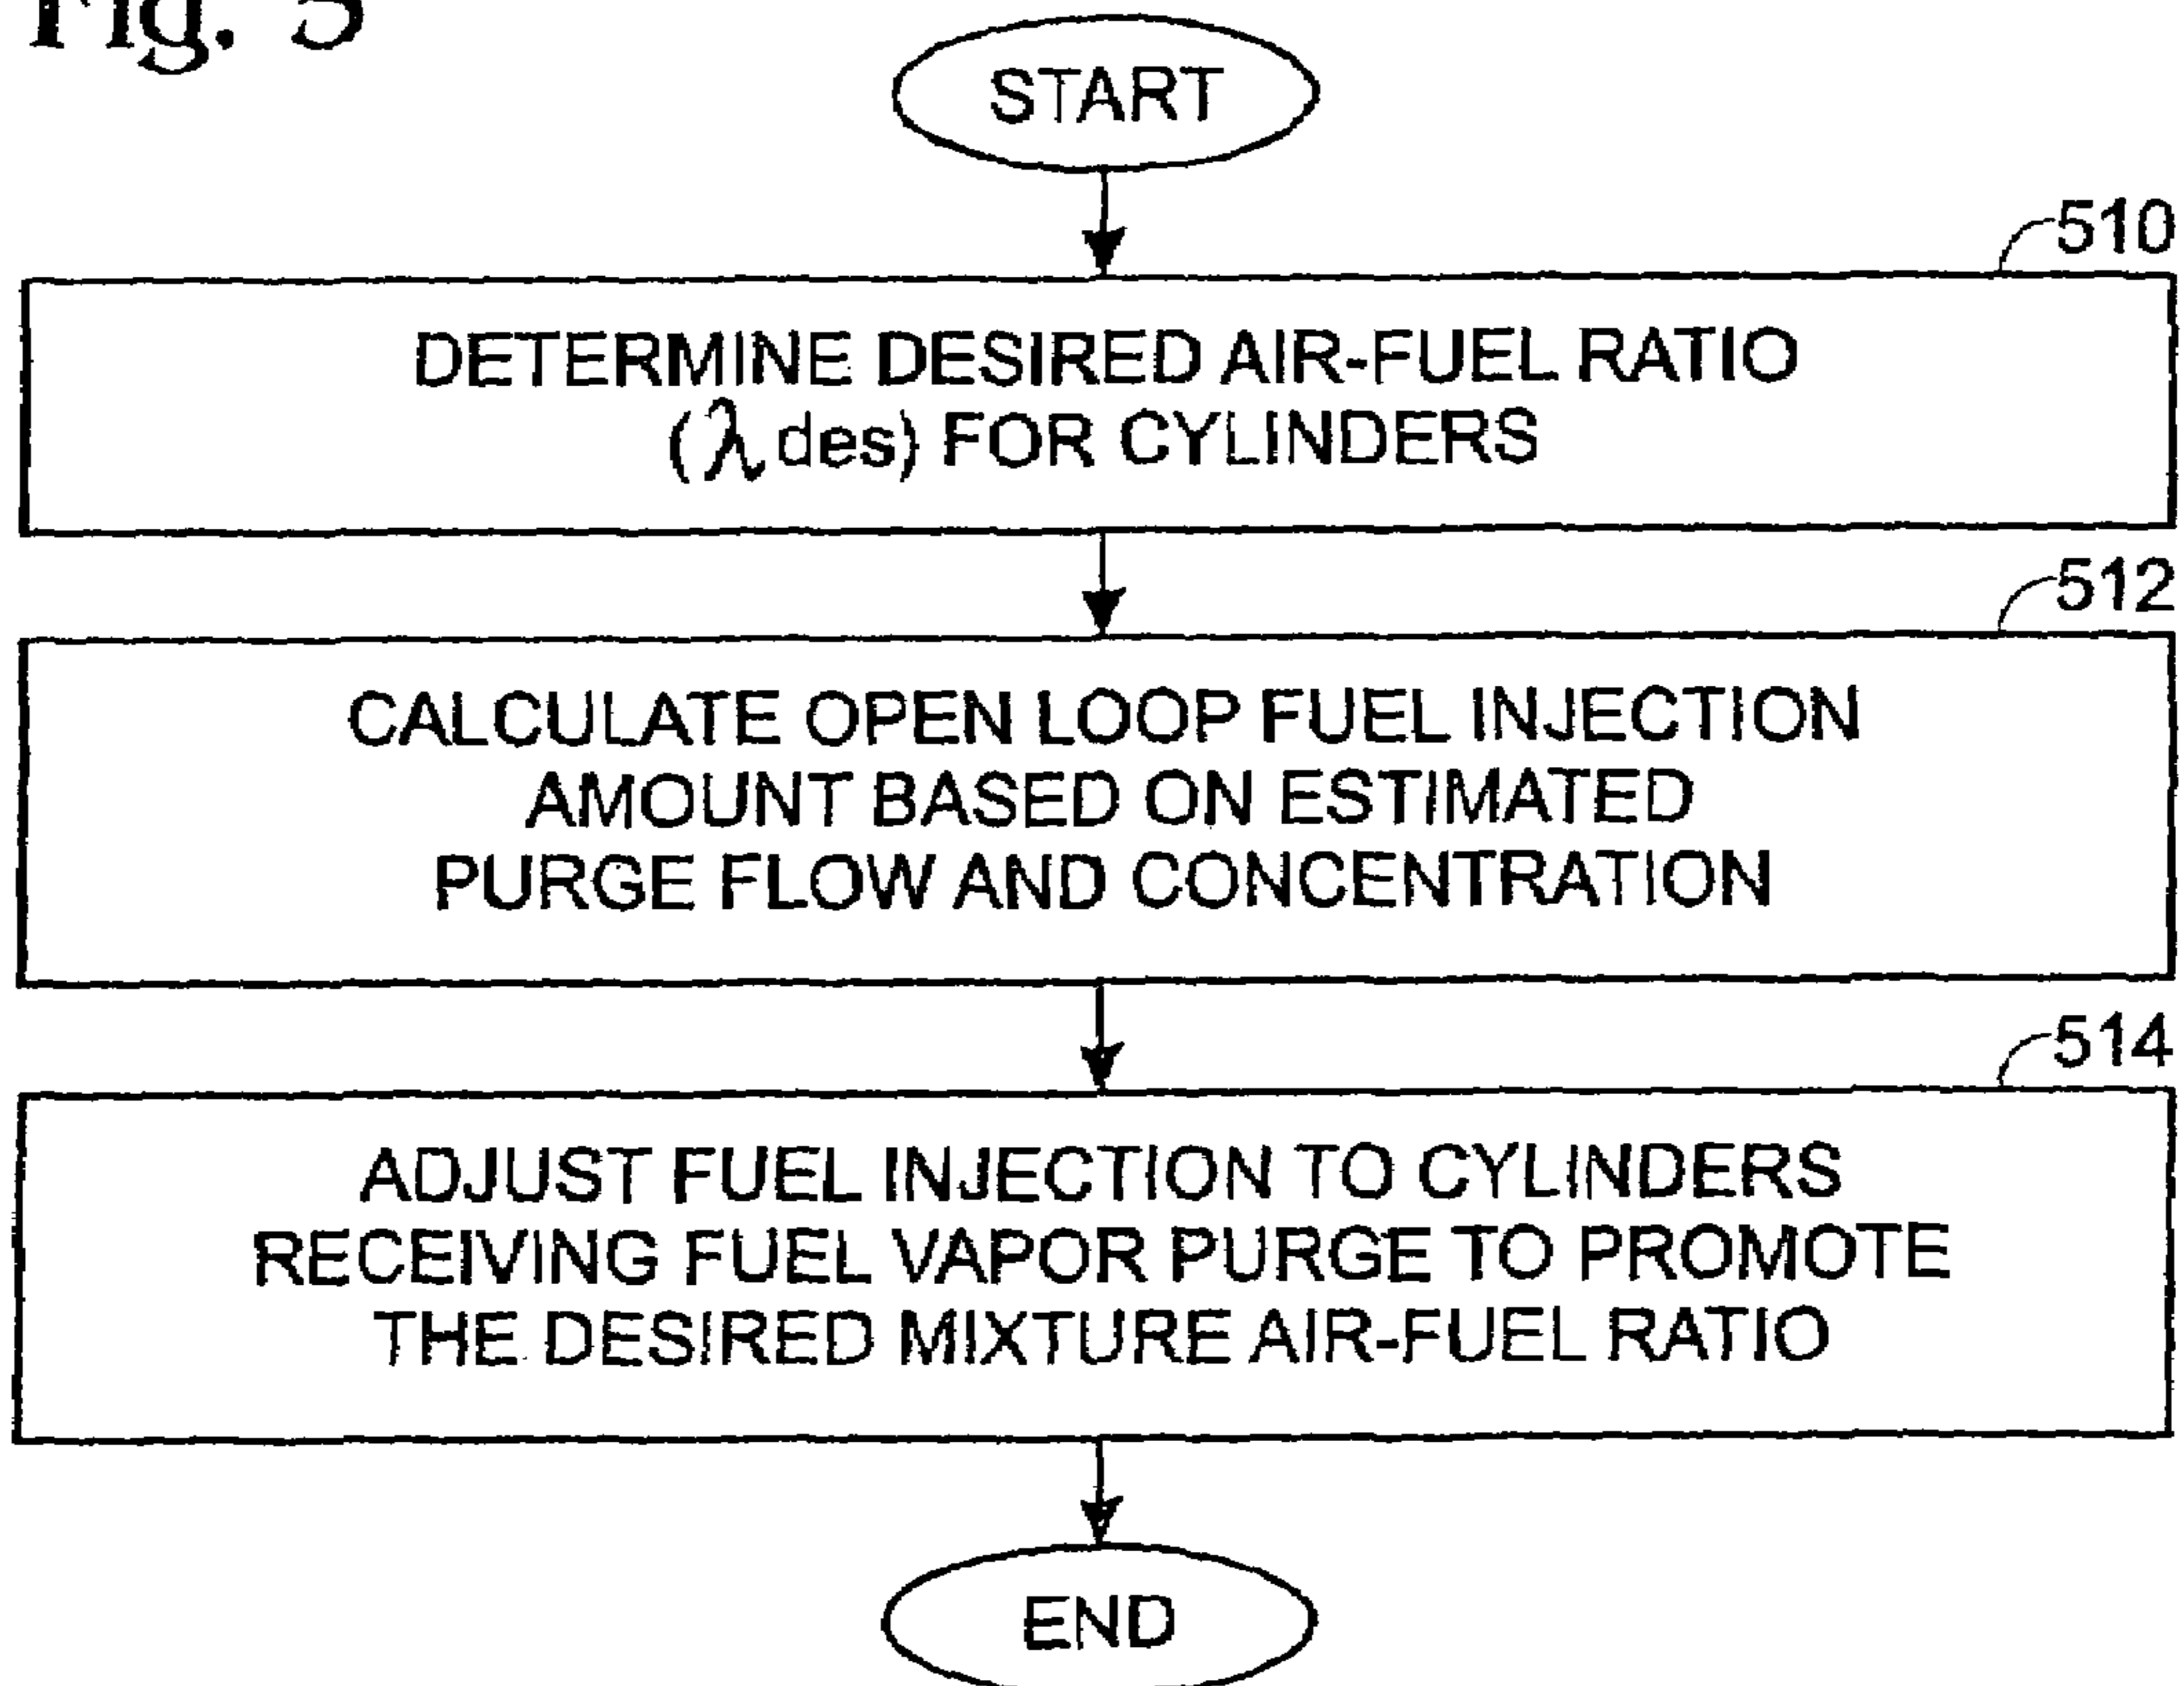 Fig. 5
START
510
DETERMINE DESIRED AIR-FUEL RATIO
(λ des) FOR CYLINDERS
512
CALCULATE OPEN LOOP FUEL INJECTION
AMOUNT BASED ON ESTIMATED
PURGE FLOW AND CONCENTRATION
514
ADJUST FUEL INJECTION TO CYLINDERS
RECEIVING FUEL VAPOR PURGE TO PROMOTE
THE DESIRED MIXTURE AIR-FUEL RATIO
END